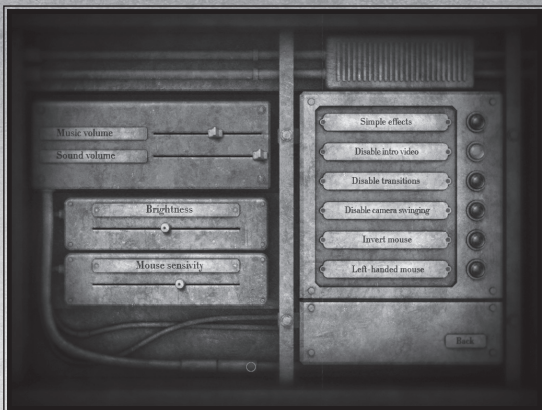 Music volume
Sound volume
Brightness
Mouse sensivity
Simple effects
Disable intro video
Disable transitions
Disable camera swinging
Invert mouse
Left-handed mouse
Back